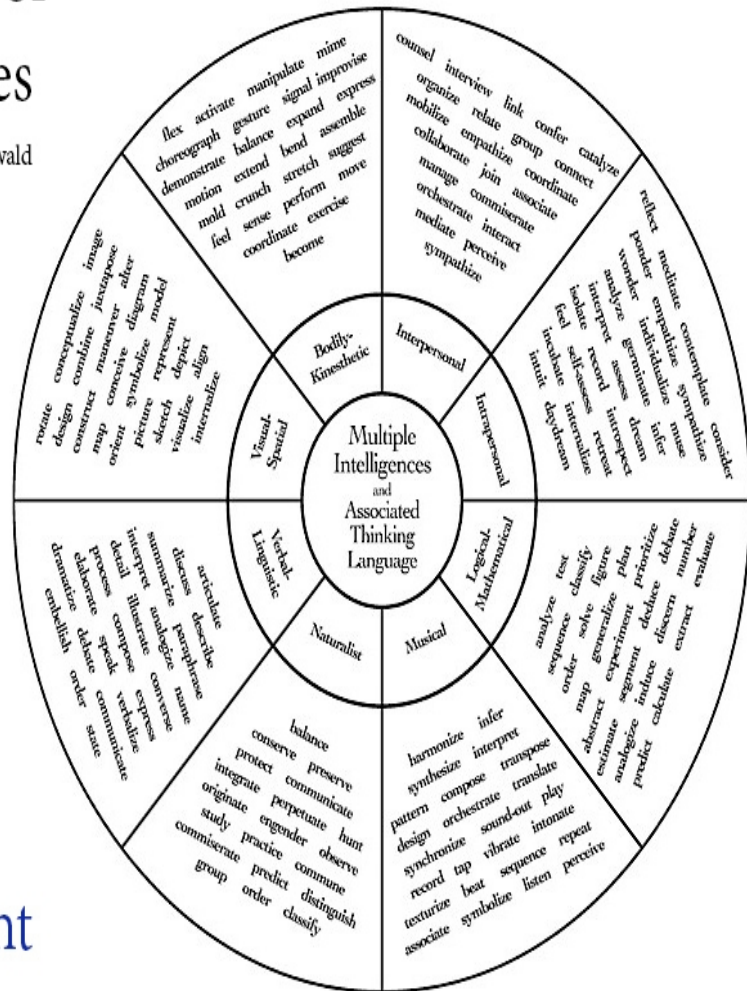 es
wald
flex activate manipulate mime
choreograph gesture signal improvise
demonstrate balance expand express
motion extend bend assemble
mold crunch stretch suggest
feel sense perform move
coordinate exercise
become
counsel interview link confer catalyze
organize relate group connect
mobilize empathize coordinate
collaborate join associate
manage commiserate
orchestrate interact
mediate perceive
sympathize
reflect meditate contemplate consider
ponder empathize sympathize
wonder individualize muse
analyze germinate infer
interpret assess dream
isolate record introspect
feel self-assess retreat
incubate internalize
intuit daydream
analyze test
sequence classify
order solve figure
map generalize plan
abstract experiment prioritize
estimate segment deduce debate
analogize induce discern number
predict calculate extract evaluate
harmonize infer
synthesize interpret
pattern compose transpose
design orchestrate translate
synchronize sound-out play
record tap vibrate intonate
texturize beat sequence repeat
associate symbolize listen perceive
balance
conserve preserve
protect communicate
integrate perpetuate hunt
originate engender observe
study practice commune
commiserate predict distinguish
group order classify
articulate
discuss describe
summarize paraphrase
interpret analogize name
detail illustrate converse
process compose express
elaborate speak verbalize
dramatize debate communicate
embellish order state
rotate conceptualize image
design combine juxtapose
construct maneuver alter
map conceive diagram
orient symbolize model
picture represent
sketch depict
visualize align
internalize
Bodily-
Kinesthetic
Interpersonal
Intrapersonal
Logical-
Mathematical
Musical
Naturalist
Verbal-
Linguistic
Visual-
Spatial
Multiple
Intelligences
and
Associated
Thinking
Language
nt